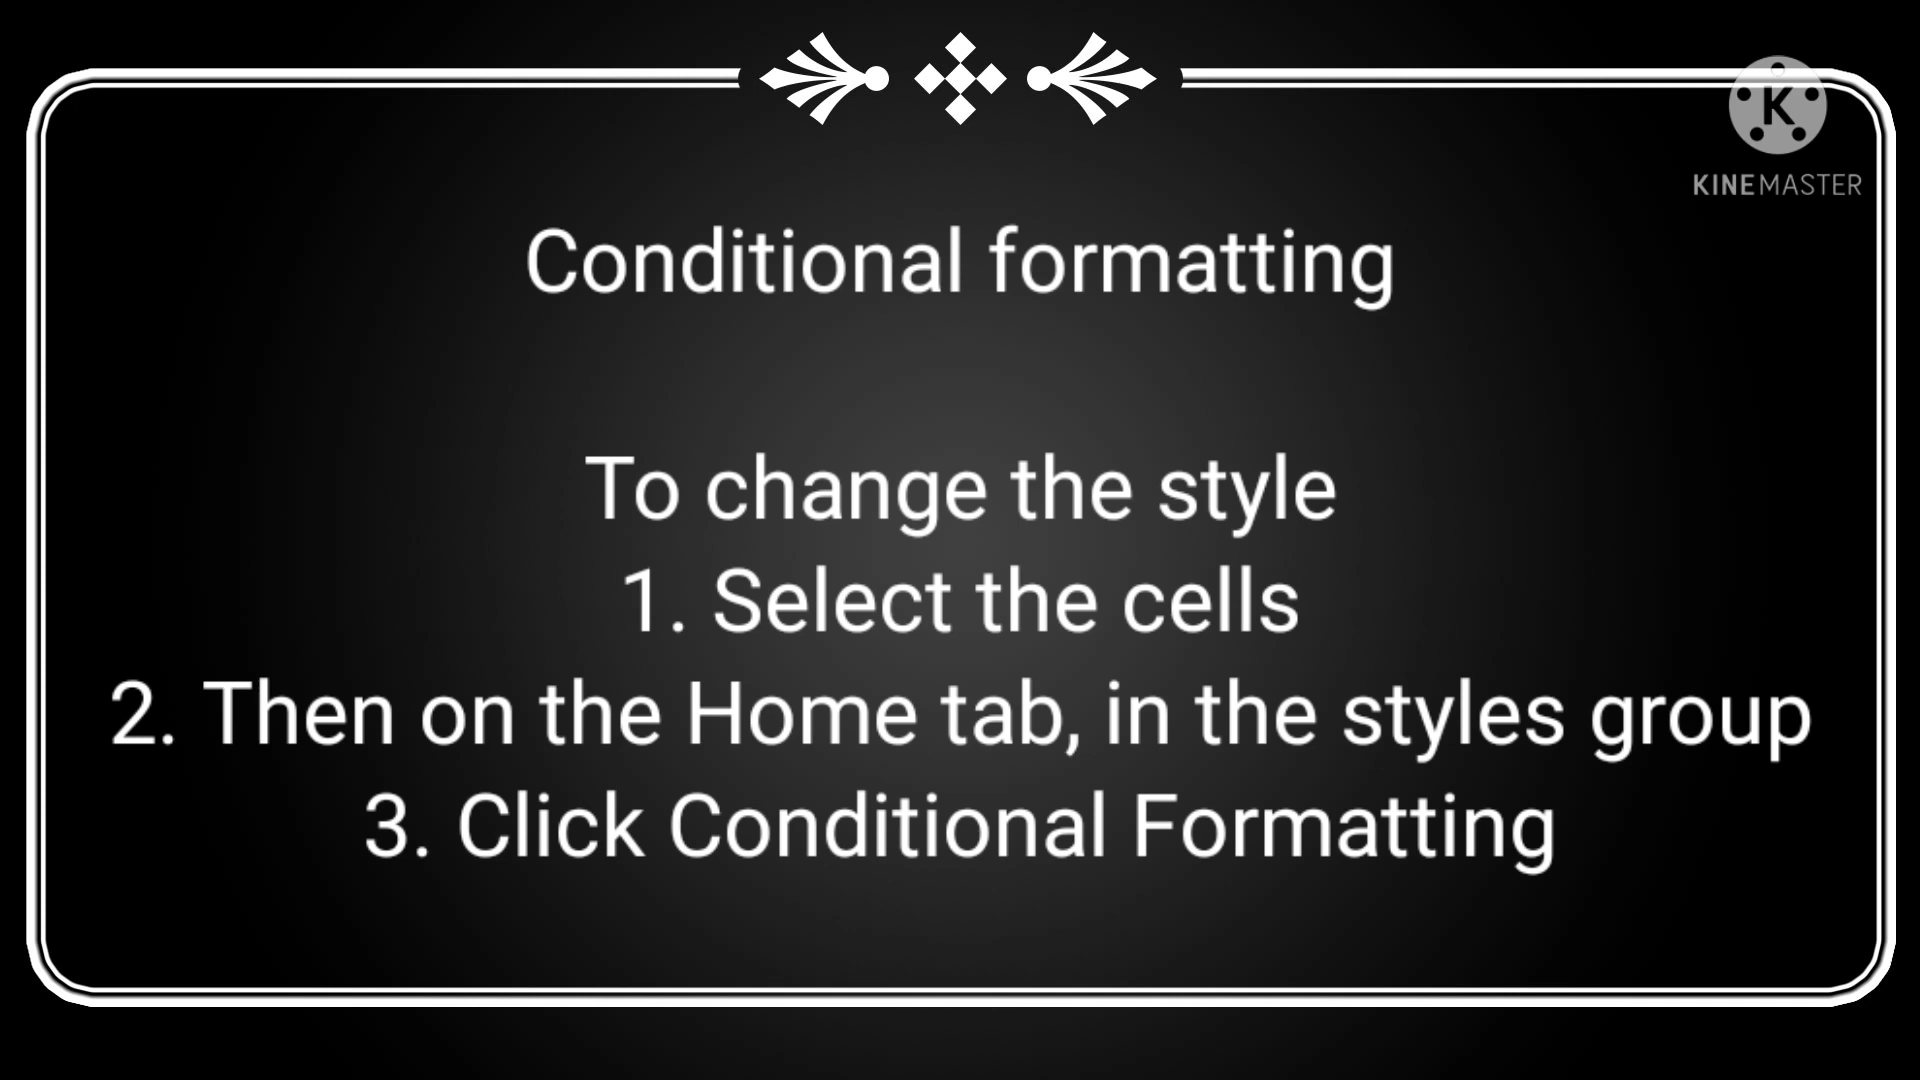 K
KINEMASTER
Conditional formatting
To change the style
1. Select the cells
2. Then on the Home tab, in the styles group
3. Click Conditional Formatting